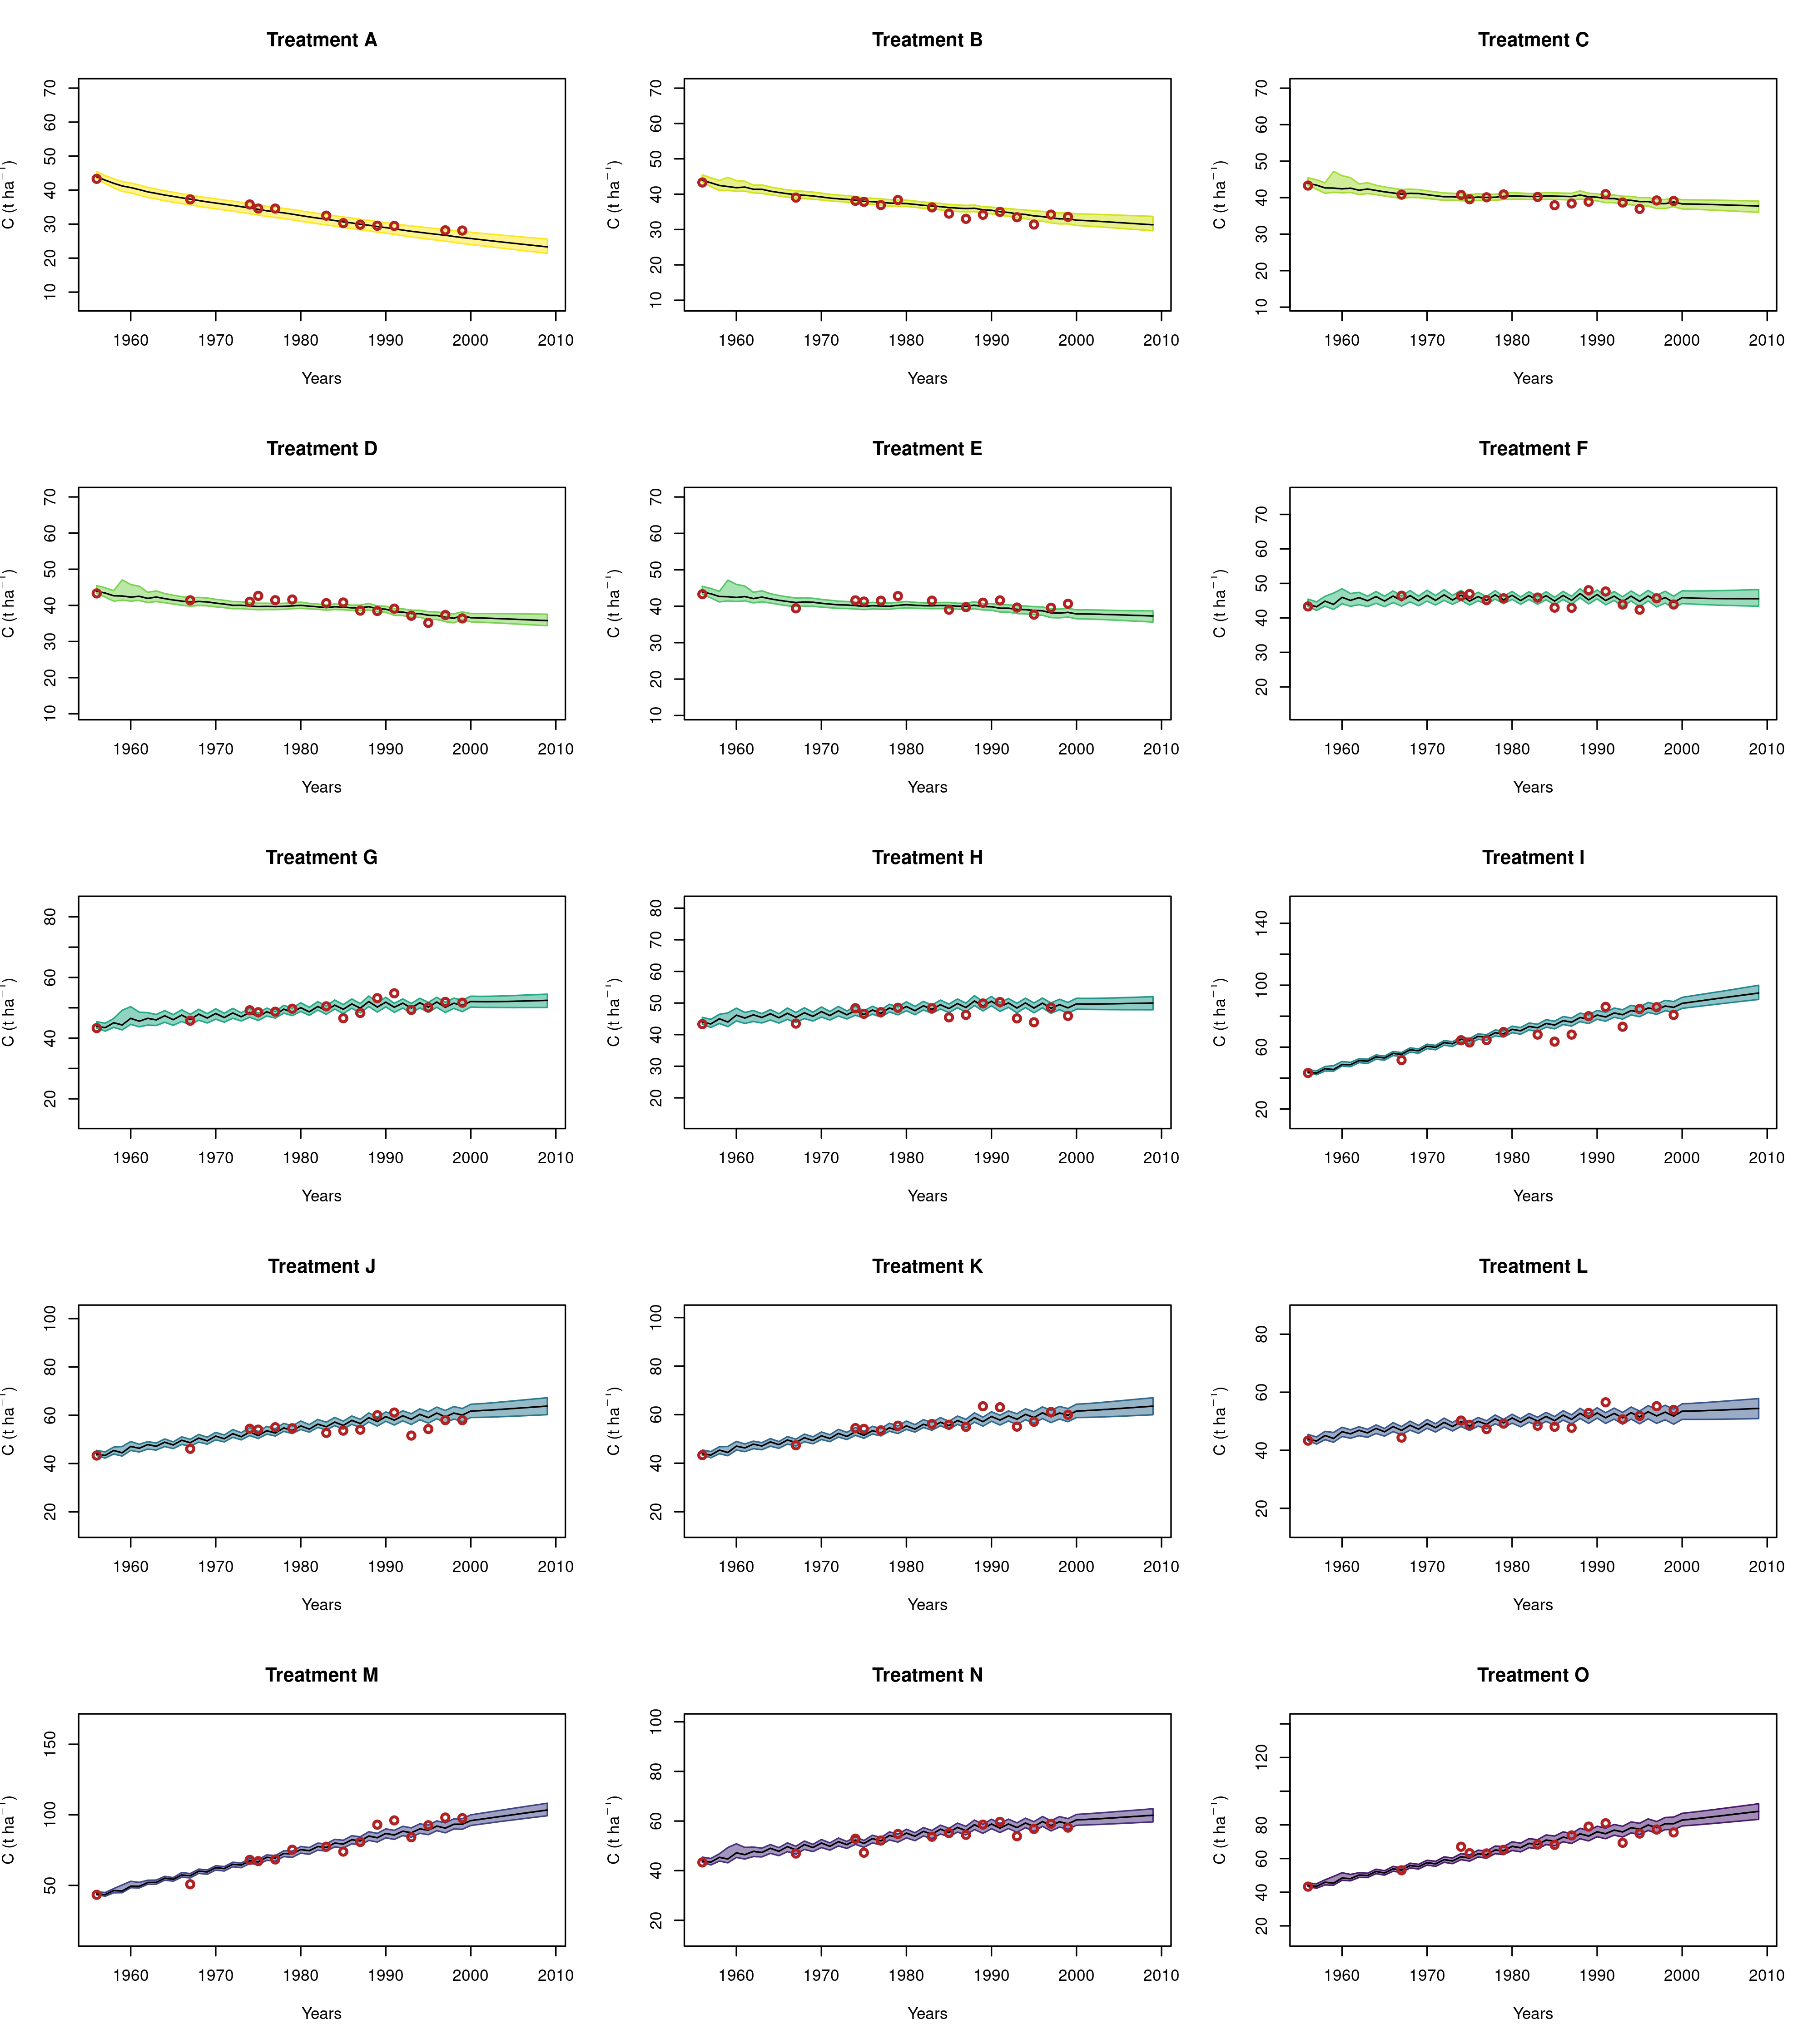 Treatment A
C (t ha⁻¹)
70
60
50
40
30
20
10
1960 1970 1980 1990 2000 2010
Years
Treatment B
C (t ha⁻¹)
70
60
50
40
30
20
10
1960 1970 1980 1990 2000 2010
Years
Treatment C
C (t ha⁻¹)
70
60
50
40
30
20
10
1960 1970 1980 1990 2000 2010
Years
Treatment D
C (t ha⁻¹)
70
60
50
40
30
20
10
1960 1970 1980 1990 2000 2010
Years
Treatment E
C (t ha⁻¹)
70
60
50
40
30
20
10
1960 1970 1980 1990 2000 2010
Years
Treatment F
C (t ha⁻¹)
70
60
50
40
30
20
1960 1970 1980 1990 2000 2010
Years
Treatment G
C (t ha⁻¹)
80
60
40
20
1960 1970 1980 1990 2000 2010
Years
Treatment H
C (t ha⁻¹)
80
70
60
50
40
30
20
1960 1970 1980 1990 2000 2010
Years
Treatment I
C (t ha⁻¹)
140
100
60
20
1960 1970 1980 1990 2000 2010
Years
Treatment J
C (t ha⁻¹)
100
80
60
40
20
1960 1970 1980 1990 2000 2010
Years
Treatment K
C (t ha⁻¹)
100
80
60
40
20
1960 1970 1980 1990 2000 2010
Years
Treatment L
C (t ha⁻¹)
80
60
40
20
1960 1970 1980 1990 2000 2010
Years
Treatment M
C (t ha⁻¹)
150
100
50
1960 1970 1980 1990 2000 2010
Years
Treatment N
C (t ha⁻¹)
100
80
60
40
20
1960 1970 1980 1990 2000 2010
Years
Treatment O
C (t ha⁻¹)
120
80
60
40
20
1960 1970 1980 1990 2000 2010
Years